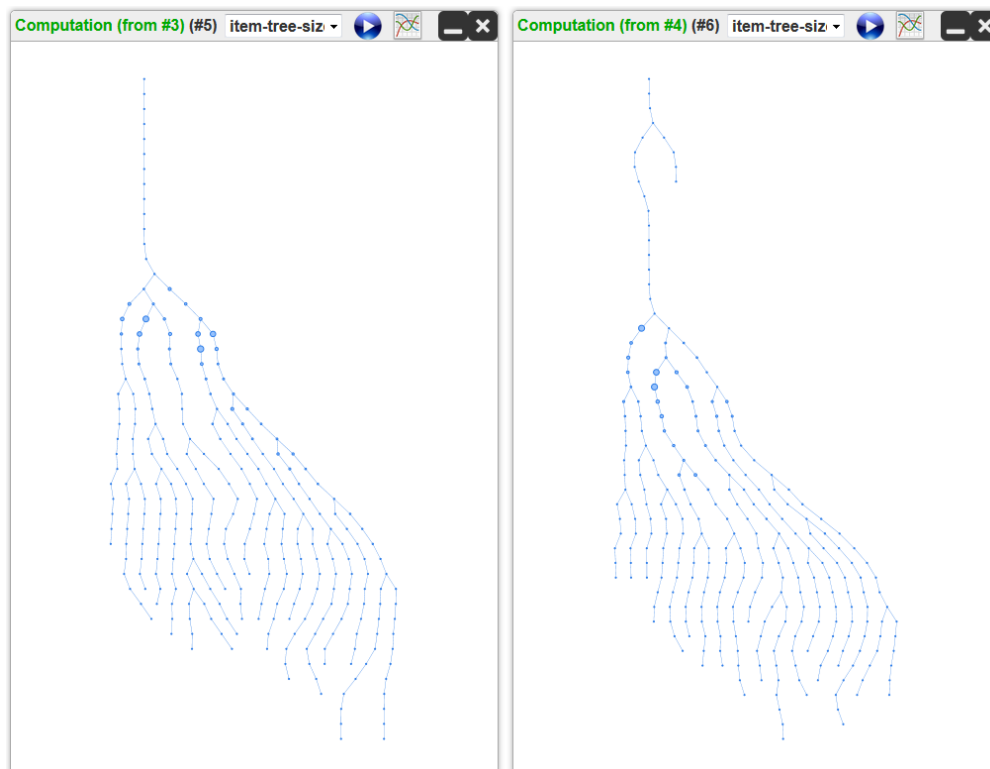 Computation (from #3) (#5) item-tree-siz
Computation (from #4) (#6) item-tree-siz